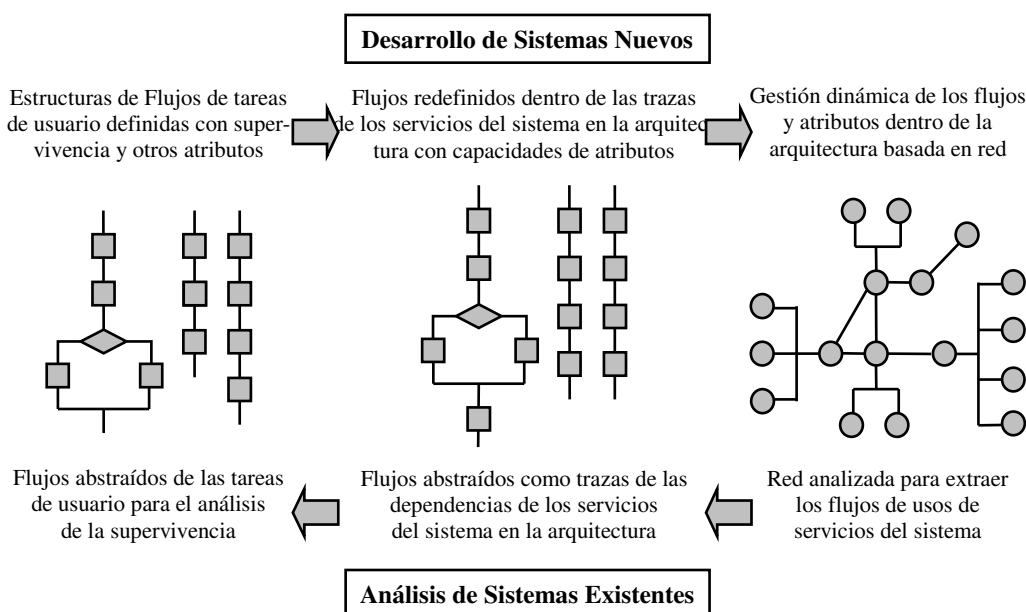 Desarrollo de Sistemas Nuevos
Estructuras de Flujos de tareas
de usuario definidas con super-
vivencia y otros atributos
Flujos redefinidos dentro de las trazas
de los servicios del sistema en la arquitec
tura con capacidades de atributos
Gestión dinámica de los flujos
y atributos dentro de la
arquitectura basada en red
Flujos abstraídos de las tareas
de usuario para el análisis
de la supervivencia
Flujos abstraídos como trazas de las
dependencias de los servicios
del sistema en la arquitectura
Red analizada para extraer
los flujos de usos de
servicios del sistema
Análisis de Sistemas Existentes